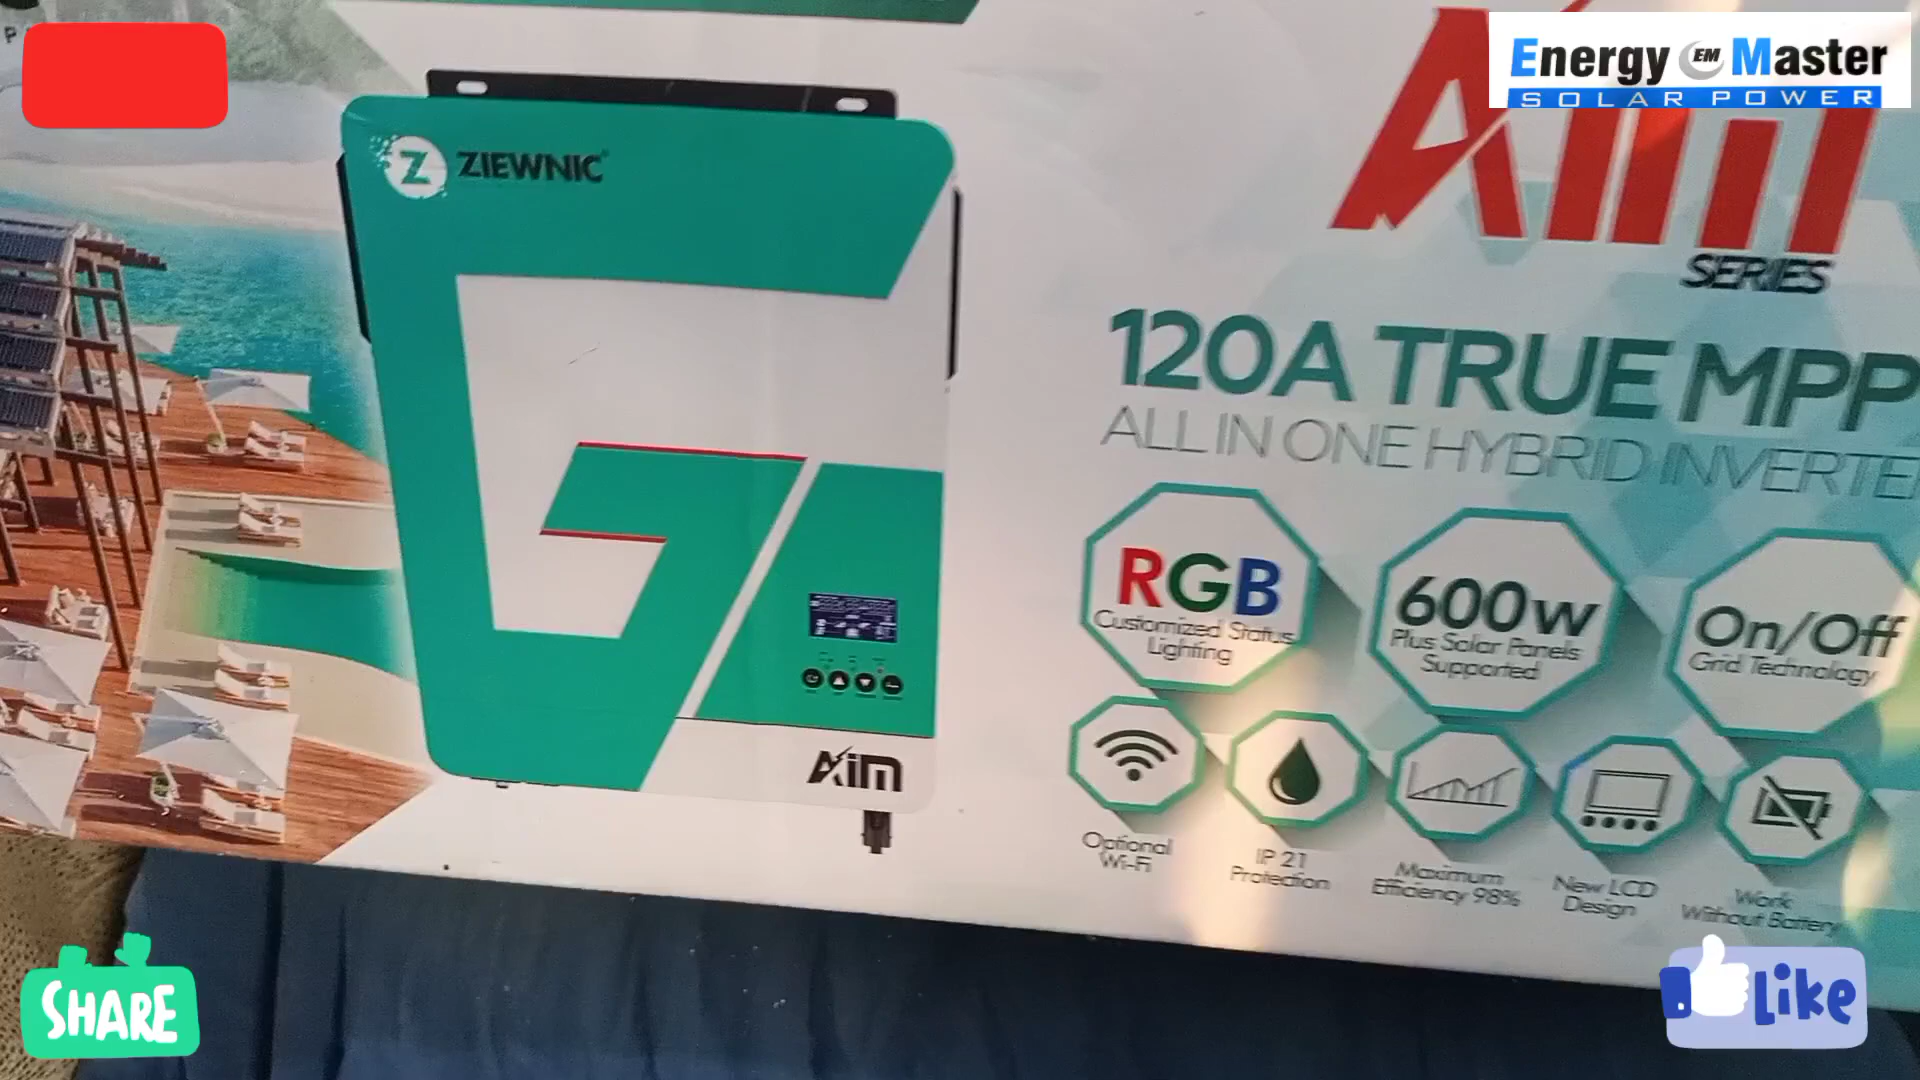 Energy EM Master
SOLAR POWER
ZIEWNIC
Aim
SERIES
120A TRUE MPP
ALL IN ONE HYBRID INVERTE
RGB
Customized Status
Lighting
600w
Plus Solar Panels
Supported
On/Off
Grid Technology
Optional
Wi-Fi
IP 21
Protection
Maximum
Efficiency 98%
New LCD
Design
Work
Without Battery
Aim
SHARE
Like